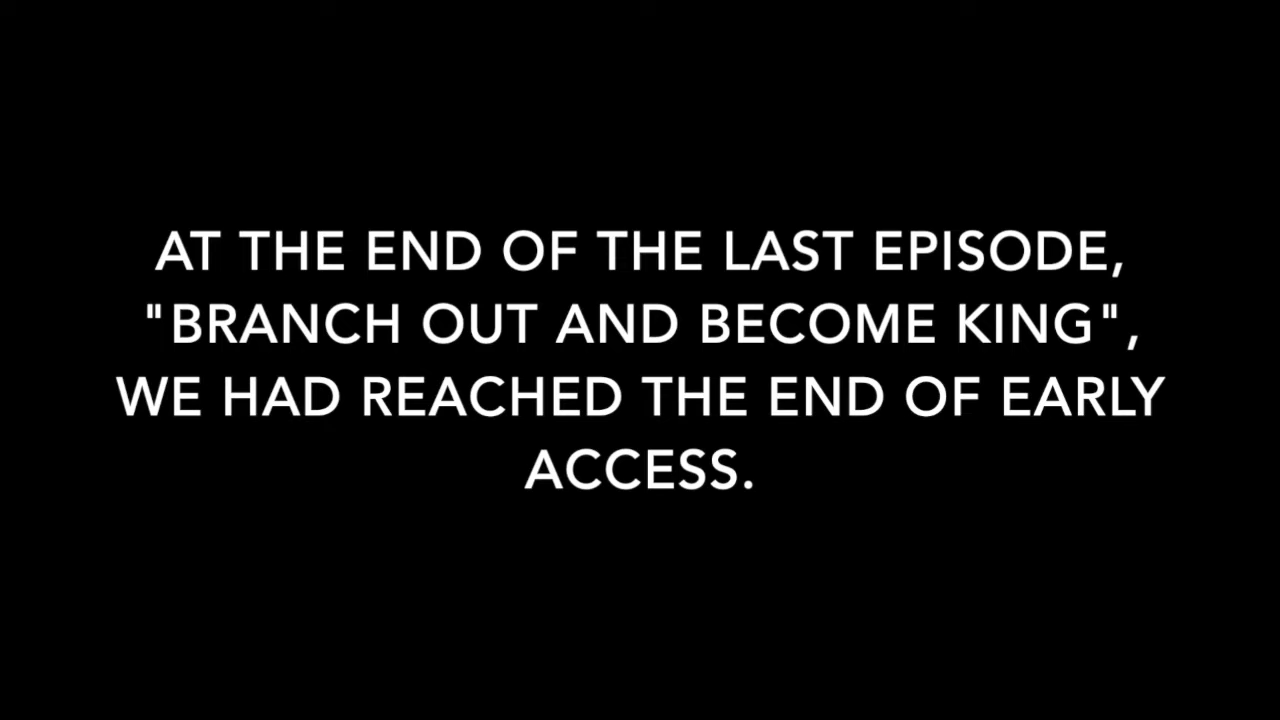 AT THE END OF THE LAST EPISODE,
"BRANCH OUT AND BECOME KING",
WE HAD REACHED THE END OF EARLY
ACCESS.